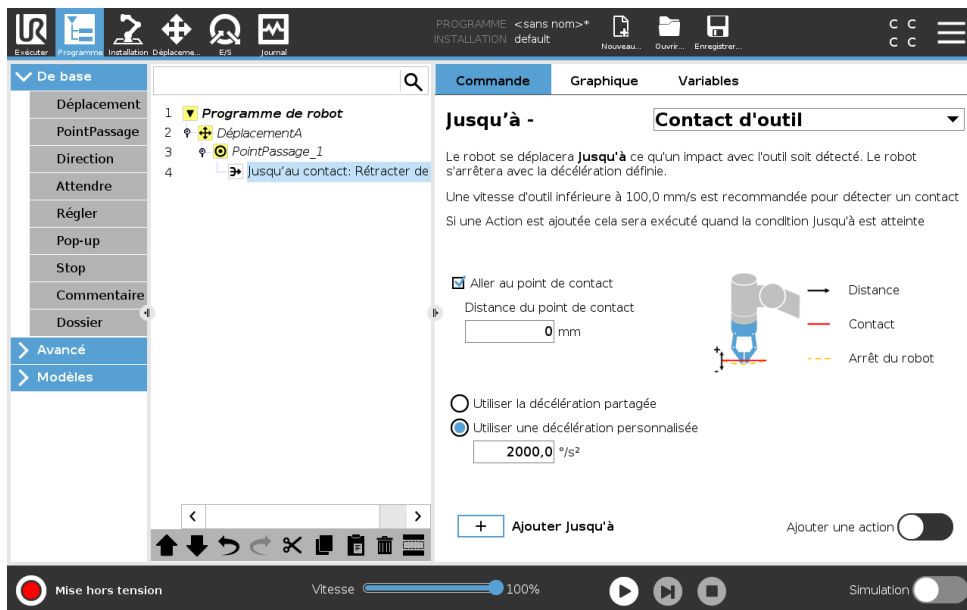 UR
Exécuter
Programme
Installation
Déplaceme...
E/S
Journal
PROGRAMME <sans nom>*
INSTALLATION default
Nouveau...
Ouvrir...
Enregistrer...
C C
C C
De base
Déplacement
PointPassage
Direction
Attendre
Régler
Pop-up
Stop
Commentaire
Dossier
Avancé
Modèles
1 Programme de robot
2 DéplacementA
3 PointPassage_1
4 Jusqu'au contact: Rétracter de
Commande Graphique Variables
Jusqu'à - Contact d'outil
Le robot se déplacera Jusqu'à ce qu'un impact avec l'outil soit détecté. Le robot
s'arrêtera avec la décélération définie.
Une vitesse d'outil inférieure à 100,0 mm/s est recommandée pour détecter un contact
Si une Action est ajoutée cela sera exécuté quand la condition Jusqu'à est atteinte
Aller au point de contact
Distance du point de contact
0 mm
+
-
Distance
Contact
Arrêt du robot
Utiliser la décélération partagée
Utiliser une décélération personnalisée
2000,0 °/s²
+ Ajouter Jusqu'à
Ajouter une action
Mise hors tension
Vitesse
100%
Simulation